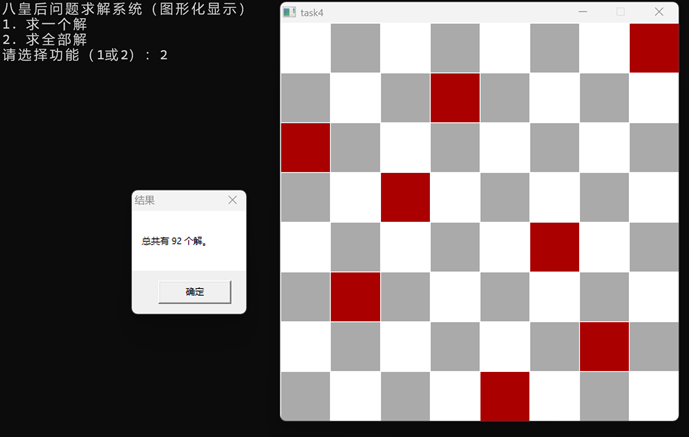 八皇后问题求解系统（图形化显示）
1. 求一个解
2. 求全部解
请选择功能（1或2）：2
task4
结果
总共有 92 个解。
确定